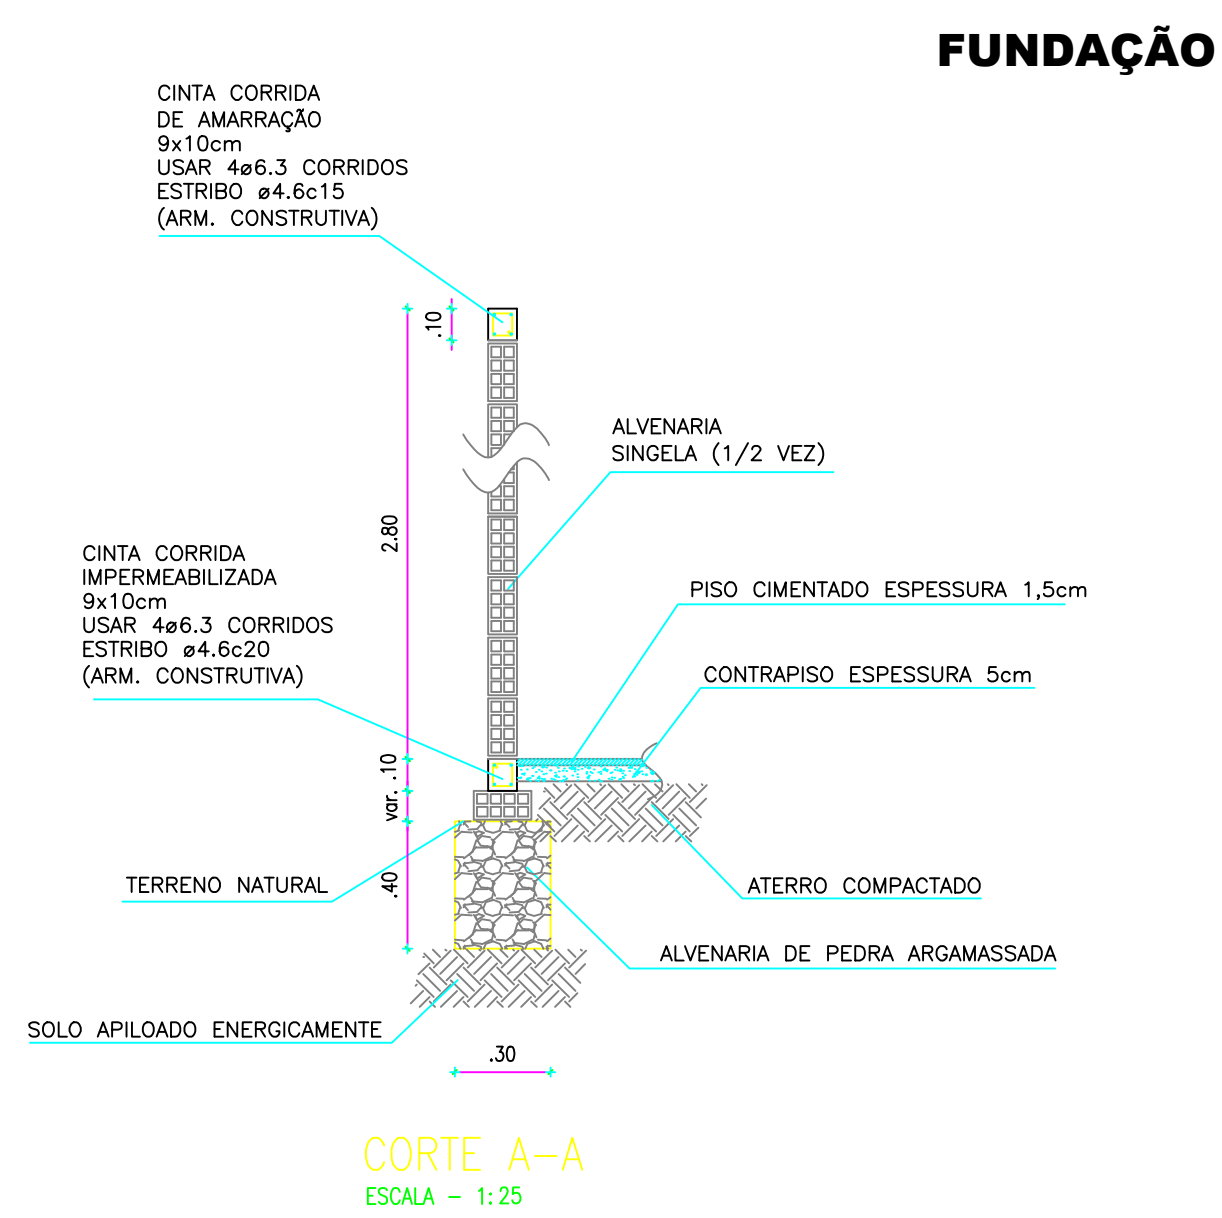 FUNDAÇÃO
CINTA CORRIDA
DE AMARRAÇÃO
9x10cm
USAR 4ø6.3 CORRIDOS
ESTRIBO ø4.6c15
(ARM. CONSTRUTIVA)
.10
ALVENARIA
SINGELA (1/2 VEZ)
2.80
CINTA CORRIDA
IMPERMEABILIZADA
9x10cm
USAR 4ø6.3 CORRIDOS
ESTRIBO ø4.6c20
(ARM. CONSTRUTIVA)
PISO CIMENTADO ESPESSURA 1,5cm
CONTRAPISO ESPESSURA 5cm
.10
var.
TERRENO NATURAL
.40
ATERRO COMPACTADO
ALVENARIA DE PEDRA ARGAMASSADA
SOLO APILOADO ENERGICAMENTE
.30
CORTE A-A
ESCALA - 1:25